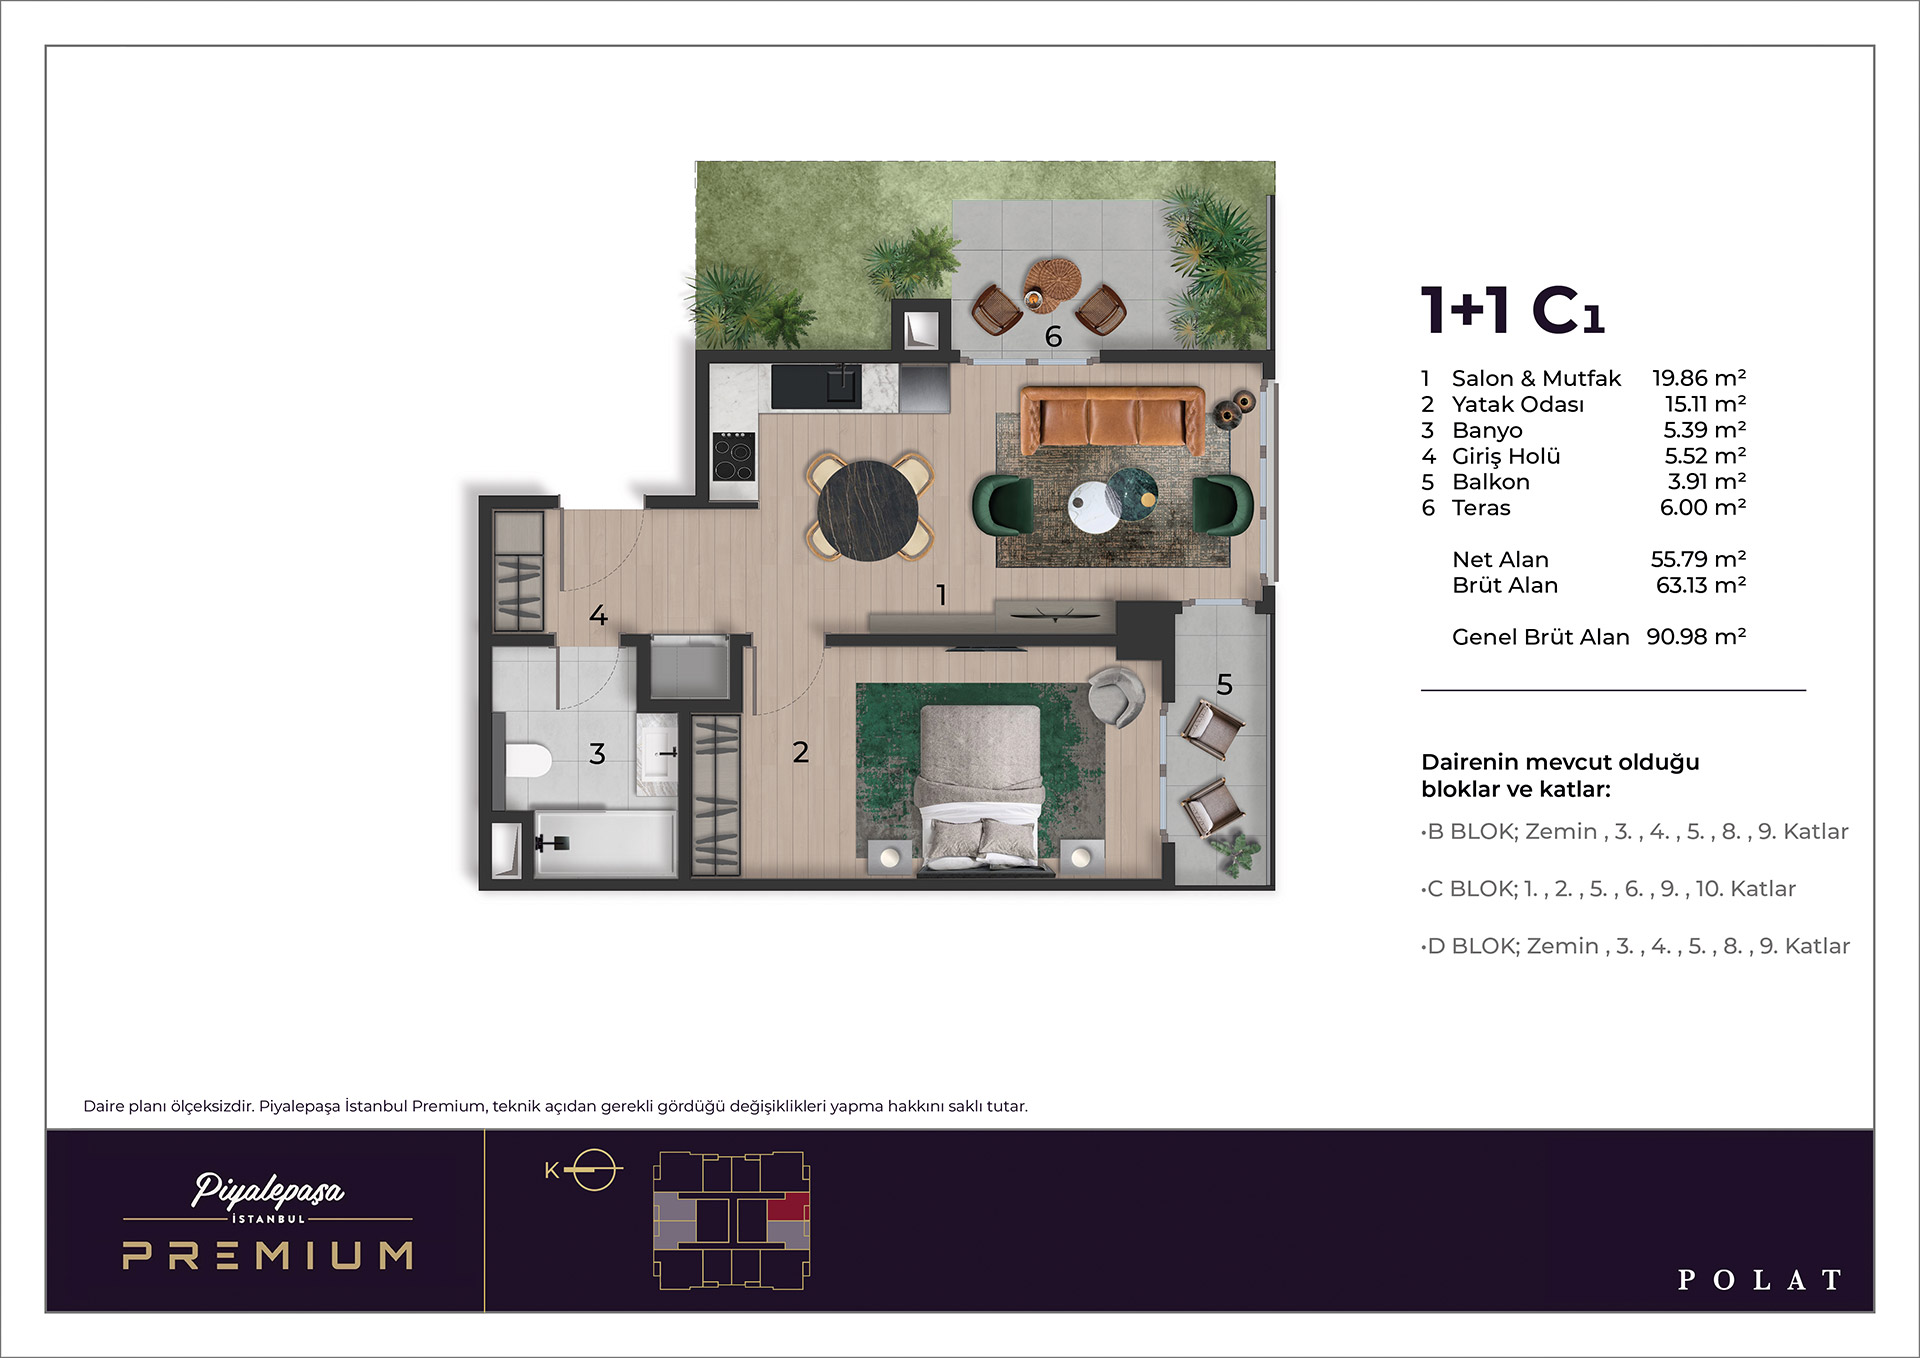 1+1 C1
1 Salon & Mutfak 19.86 m²
2 Yatak Odası 15.11 m²
3 Banyo 5.39 m²
4 Giriş Holü 5.52 m²
5 Balkon 3.91 m²
6 Teras 6.00 m²
Net Alan 55.79 m²
Brüt Alan 63.13 m²
Genel Brüt Alan 90.98 m²
Dairenin mevcut olduğu
bloklar ve katlar:
•B BLOK; Zemin , 3. , 4. , 5. , 8. , 9. Katlar
•C BLOK; 1. , 2. , 5. , 6. , 9. , 10. Katlar
•D BLOK; Zemin , 3. , 4. , 5. , 8. , 9. Katlar
6
1
4
5
3
2
Daire planı ölçeksizdir. Piyalepaşa İstanbul Premium, teknik açıdan gerekli gördüğü değişiklikleri yapma hakkını saklı tutar.
Piyalepaşa
İSTANBUL
PREMIUM
K
POLAT